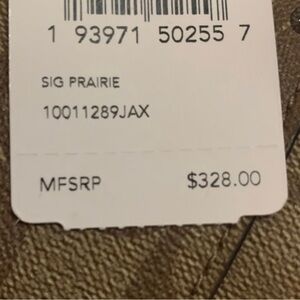 1 93971 50255 7
SIG PRAIRIE
10011289JAX
MFSRP $328.00